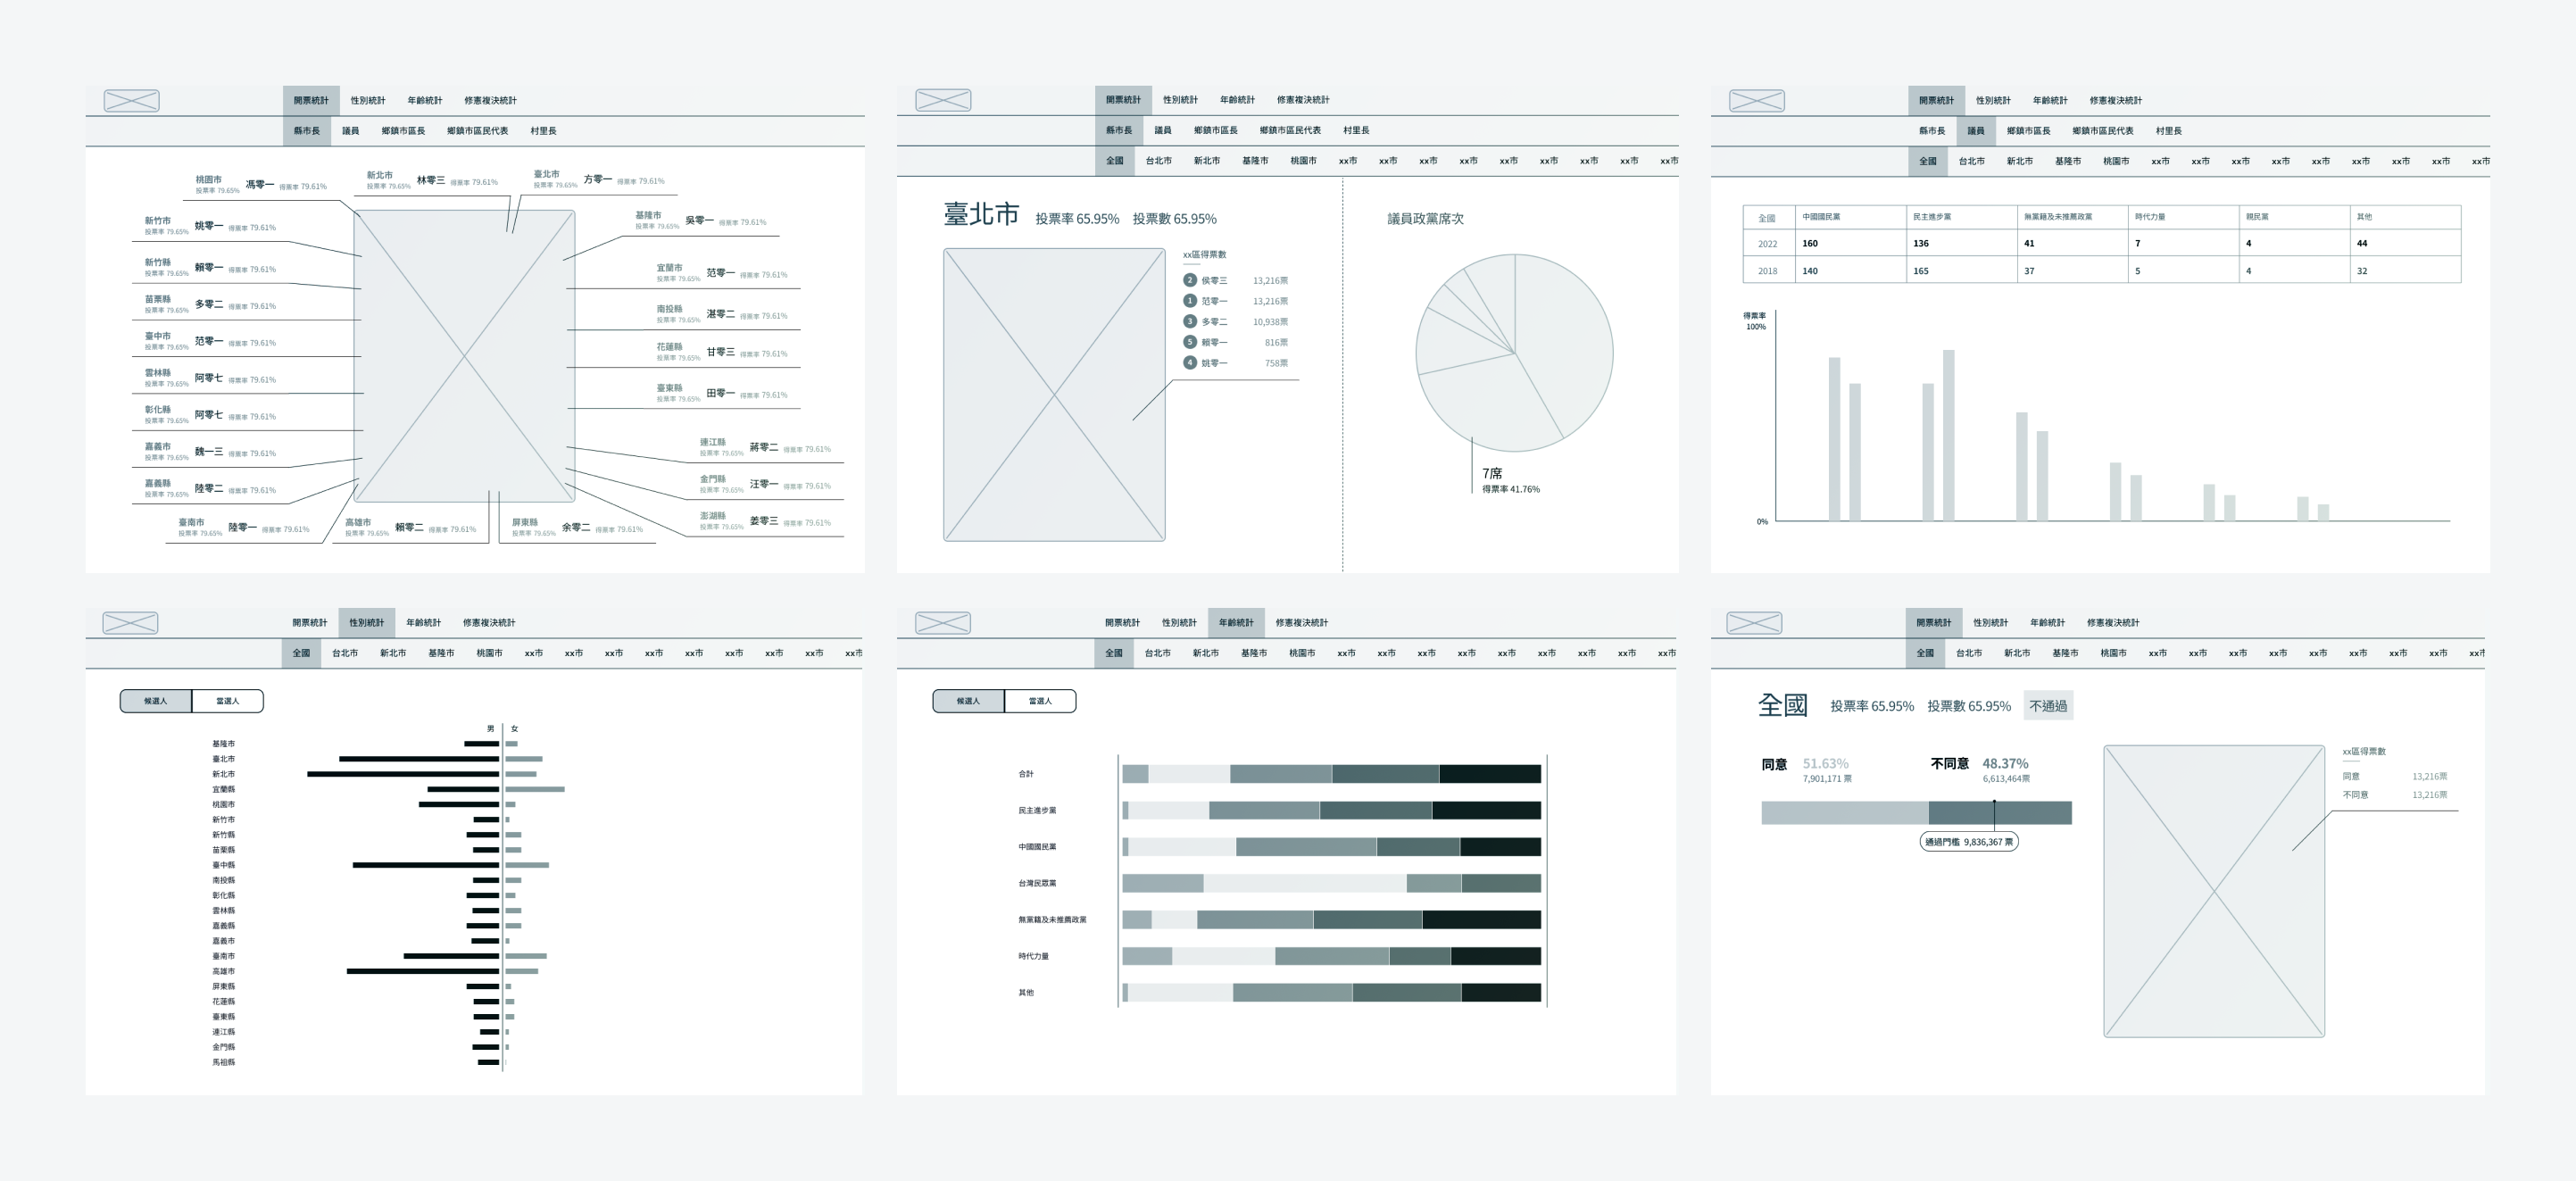 開票統計 性別統計 年齡統計 修憲複決統計
縣市長 議員 鄉鎮市區長 鄉鎮市區民代表 村里長
桃園市 投票率 79.65% 馮零一 得票率 79.61%
新北市 投票率 79.65% 林零三 得票率 79.61%
臺北市 投票率 79.65% 方零一 得票率 79.61%
新竹市 投票率 79.65% 姚零一 得票率 79.61%
基隆市 投票率 79.65% 吳零一 得票率 79.61%
新竹縣 投票率 79.65% 賴零一 得票率 79.61%
宜蘭市 投票率 79.65% 范零一 得票率 79.61%
苗栗縣 投票率 79.65% 多零二 得票率 79.61%
南投縣 投票率 79.65% 湛零二 得票率 79.61%
臺中市 投票率 79.65% 范零一 得票率 79.61%
花蓮縣 投票率 79.65% 甘零三 得票率 79.61%
雲林縣 投票率 79.65% 阿零七 得票率 79.61%
臺東縣 投票率 79.65% 田零一 得票率 79.61%
彰化縣 投票率 79.65% 阿零七 得票率 79.61%
嘉義市 投票率 79.65% 魏一三 得票率 79.61%
連江縣 投票率 79.65% 蔣零二 得票率 79.61%
嘉義縣 投票率 79.65% 陸零二 得票率 79.61%
金門縣 投票率 79.65% 汪零一 得票率 79.61%
臺南市 投票率 79.65% 陸零一 得票率 79.61%
高雄市 投票率 79.65% 賴零二 得票率 79.61%
屏東縣 投票率 79.65% 余零二 得票率 79.61%
澎湖縣 投票率 79.65% 姜零三 得票率 79.61%
開票統計 性別統計 年齡統計 修憲複決統計
縣市長 議員 鄉鎮市區長 鄉鎮市區民代表 村里長
全國 台北市 新北市 基隆市 桃園市 xx市 xx市 xx市 xx市 xx市 xx市 xx市 xx市 xx市
臺北市 投票率 65.95% 投票數 65.95%
xx區得票數
2 侯零三 13,216票
1 范零一 13,216票
3 多零二 10,938票
5 賴零一 816票
4 姚零一 758票
議員政黨席次
7席
得票率 41.76%
開票統計 性別統計 年齡統計 修憲複決統計
縣市長 議員 鄉鎮市區長 鄉鎮市區民代表 村里長
全國 台北市 新北市 基隆市 桃園市 xx市 xx市 xx市 xx市 xx市 xx市 xx市 xx市 xx市
全國 中國國民黨 民主進步黨 無黨籍及未推薦政黨 時代力量 親民黨 其他
2022 160 136 41 7 4 44
2018 140 165 37 5 4 32
得票率
100%
0%
開票統計 性別統計 年齡統計 修憲複決統計
全國 台北市 新北市 基隆市 桃園市 xx市 xx市 xx市 xx市 xx市 xx市 xx市 xx市 xx市
候選人 當選人
男 女
基隆市
臺北市
新北市
宜蘭縣
桃園市
新竹市
新竹縣
苗栗縣
臺中縣
南投縣
彰化縣
雲林縣
嘉義縣
嘉義市
臺南市
高雄市
屏東縣
花蓮縣
臺東縣
連江縣
金門縣
馬祖縣
開票統計 性別統計 年齡統計 修憲複決統計
全國 台北市 新北市 基隆市 桃園市 xx市 xx市 xx市 xx市 xx市 xx市 xx市 xx市 xx市
候選人 當選人
合計
民主進步黨
中國國民黨
台灣民眾黨
無黨籍及未推薦政黨
時代力量
其他
開票統計 性別統計 年齡統計 修憲複決統計
全國 台北市 新北市 基隆市 桃園市 xx市 xx市 xx市 xx市 xx市 xx市 xx市 xx市 xx市
全國 投票率 65.95% 投票數 65.95% 不通過
同意 51.63% 不同意 48.37%
7,901,171 票 6,613,464票
通過門檻 9,836,367 票
xx區得票數
同意 13,216票
不同意 13,216票